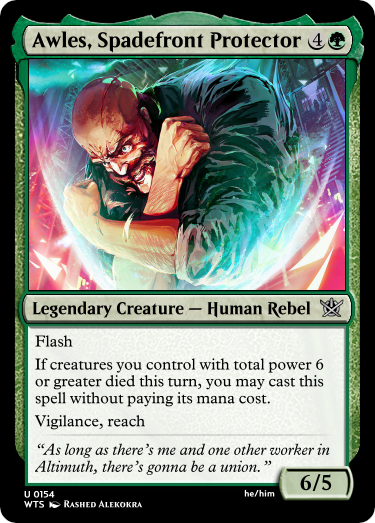 Awles, Spadefront Protector 4
Legendary Creature — Human Rebel
Flash
If creatures you control with total power 6
or greater died this turn, you may cast this
spell without paying its mana cost.
Vigilance, reach
“As long as there’s me and one other worker in
Altimuth, there’s gonna be a union.”
6/5
U 0154
he/him
WTS Rashed Alekokra